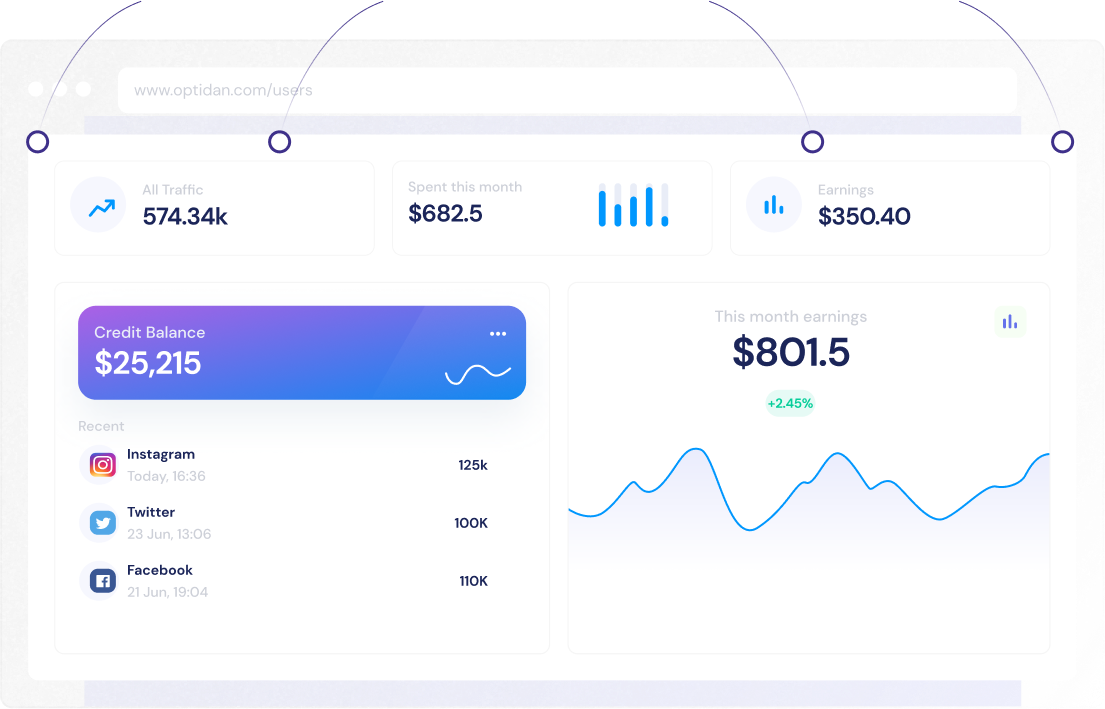 www.optidan.com/users
All Traffic
574.34k
Spent this month
$682.5
Earnings
$350.40
Credit Balance
$25,215
Recent
Instagram
Today, 16:36
125k
Twitter
23 Jun, 13:06
100K
Facebook
21 Jun, 19:04
110K
This month earnings
$801.5
+2.45%